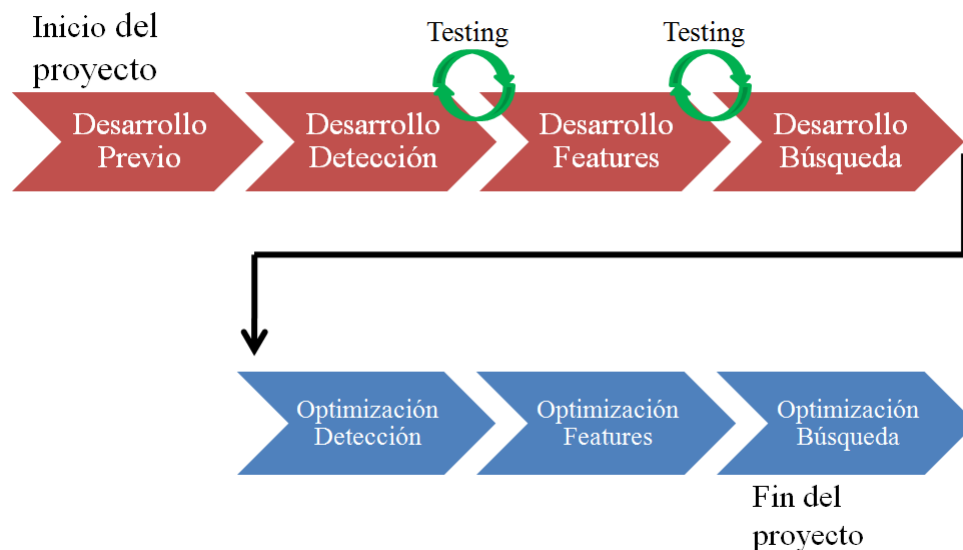 Inicio del
proyecto
Testing
Testing
Desarrollo
Previo
Desarrollo
Detección
Desarrollo
Features
Desarrollo
Búsqueda
Optimización
Detección
Optimización
Features
Optimización
Búsqueda
Fin del
proyecto